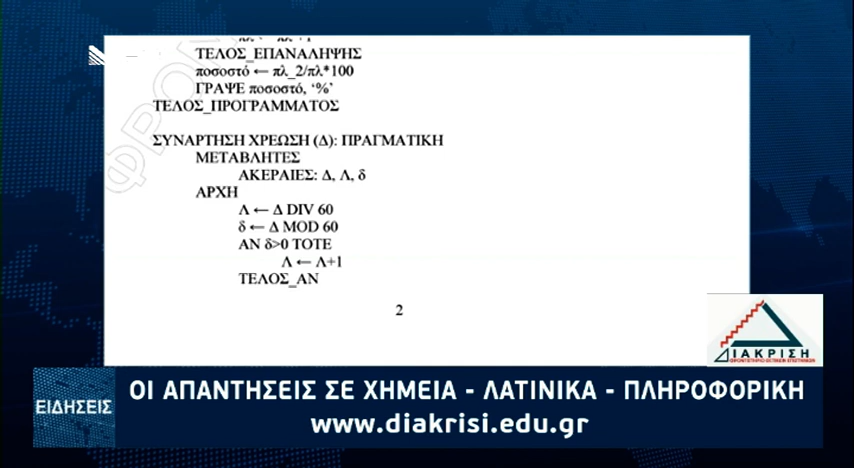 ΤΕΛΟΣ_ΕΠΑΝΑΛΗΨΗΣ
ποσοστό ← πλ_2/πλ*100
ΓΡΑΨΕ ποσοστό, ‘%’
ΤΕΛΟΣ_ΠΡΟΓΡΑΜΜΑΤΟΣ
ΣΥΝΑΡΤΗΣΗ ΧΡΕΩΣΗ (Δ): ΠΡΑΓΜΑΤΙΚΗ
ΜΕΤΑΒΛΗΤΕΣ
ΑΚΕΡΑΙΕΣ: Δ, Λ, δ
ΑΡΧΗ
Λ ← Δ DIV 60
δ ← Δ MOD 60
ΑΝ δ>0 ΤΟΤΕ
Λ ← Λ+1
ΤΕΛΟΣ_ΑΝ
2
ΔΙΑΚΡΙΣΗ
ΕΙΔΗΣΕΙΣ
ΟΙ ΑΠΑΝΤΗΣΕΙΣ ΣΕ ΧΗΜΕΙΑ - ΛΑΤΙΝΙΚΑ - ΠΛΗΡΟΦΟΡΙΚΗ
www.diakrisi.edu.gr